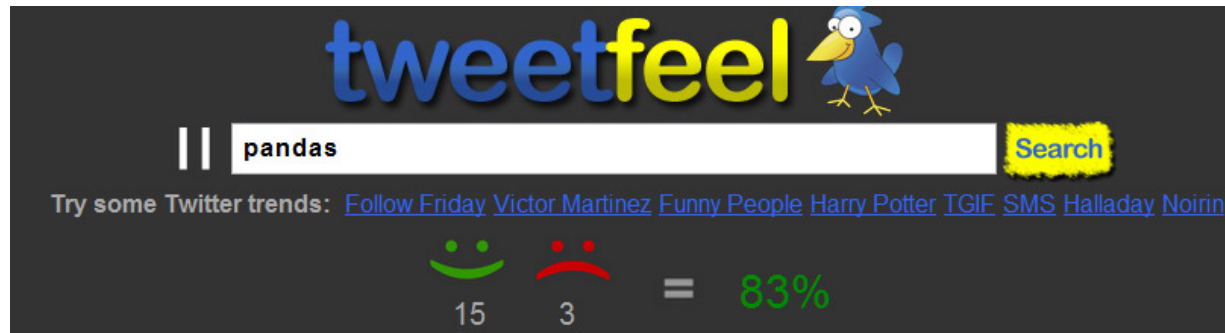 tweetfeel
pandas Search
Try some Twitter trends: Follow Friday Victor Martinez Funny People Harry Potter TGIF SMS Halladay Noirin
15 3 = 83%